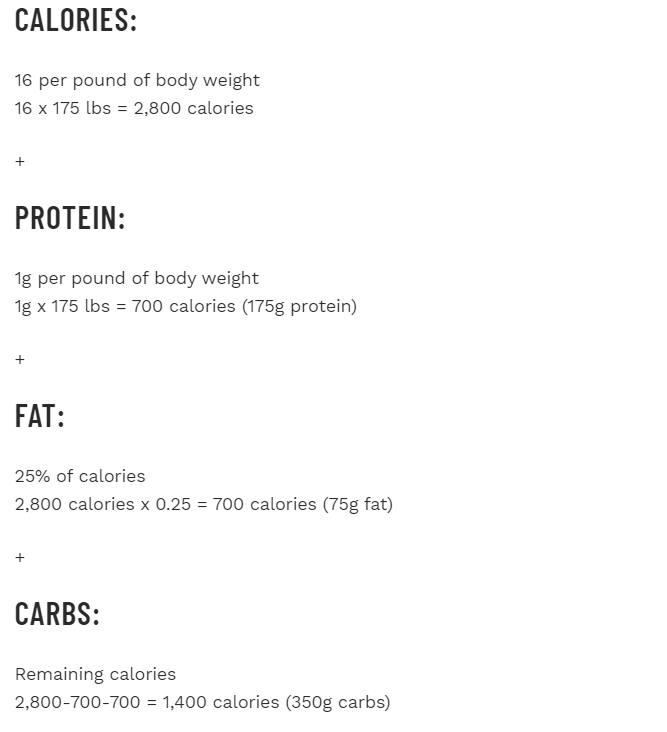 CALORIES:
16 per pound of body weight
16 x 175 lbs = 2,800 calories
+
PROTEIN:
1g per pound of body weight
1g x 175 lbs = 700 calories (175g protein)
+
FAT:
25% of calories
2,800 calories x 0.25 = 700 calories (75g fat)
+
CARBS:
Remaining calories
2,800-700-700 = 1,400 calories (350g carbs)